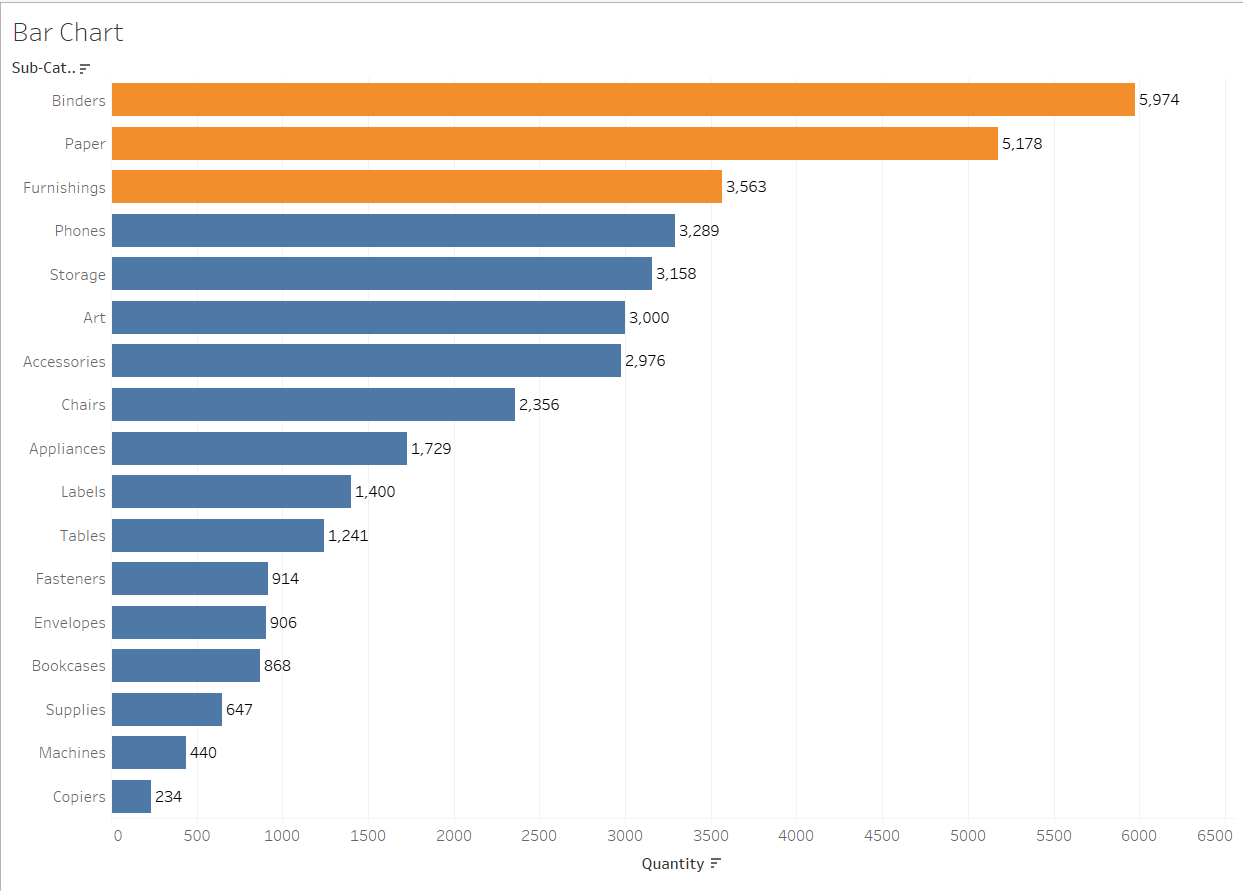 Bar Chart
Sub-Cat..
Binders 5,974
Paper 5,178
Furnishings 3,563
Phones 3,289
Storage 3,158
Art 3,000
Accessories 2,976
Chairs 2,356
Appliances 1,729
Labels 1,400
Tables 1,241
Fasteners 914
Envelopes 906
Bookcases 868
Supplies 647
Machines 440
Copiers 234
0 500 1000 1500 2000 2500 3000 3500 4000 4500 5000 5500 6000 6500
Quantity